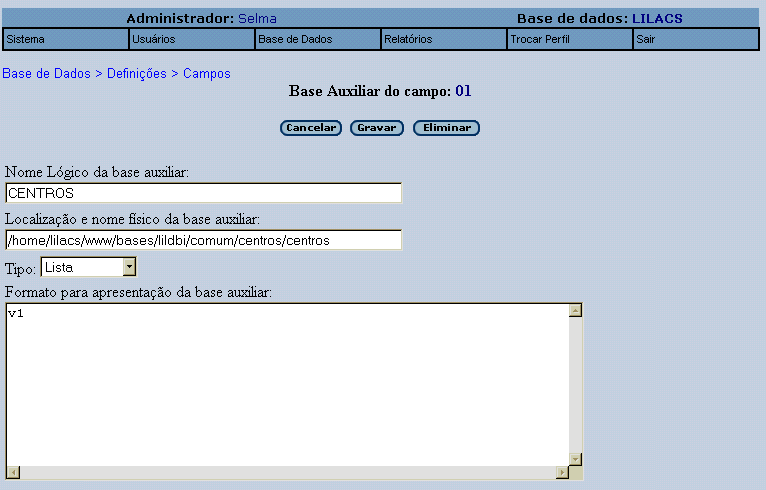 Administrador: Selma Base de dados: LILACS
Sistema Usuários Base de Dados Relatórios Trocar Perfil Sair
Base de Dados > Definições > Campos
Base Auxiliar do campo: 01
Cancelar Gravar Eliminar
Nome Lógico da base auxiliar:
CENTROS
Localização e nome físico da base auxiliar:
/home/lilacs/www/bases/lildbi/comum/centros/centros
Tipo: Lista
Formato para apresentação da base auxiliar:
v1